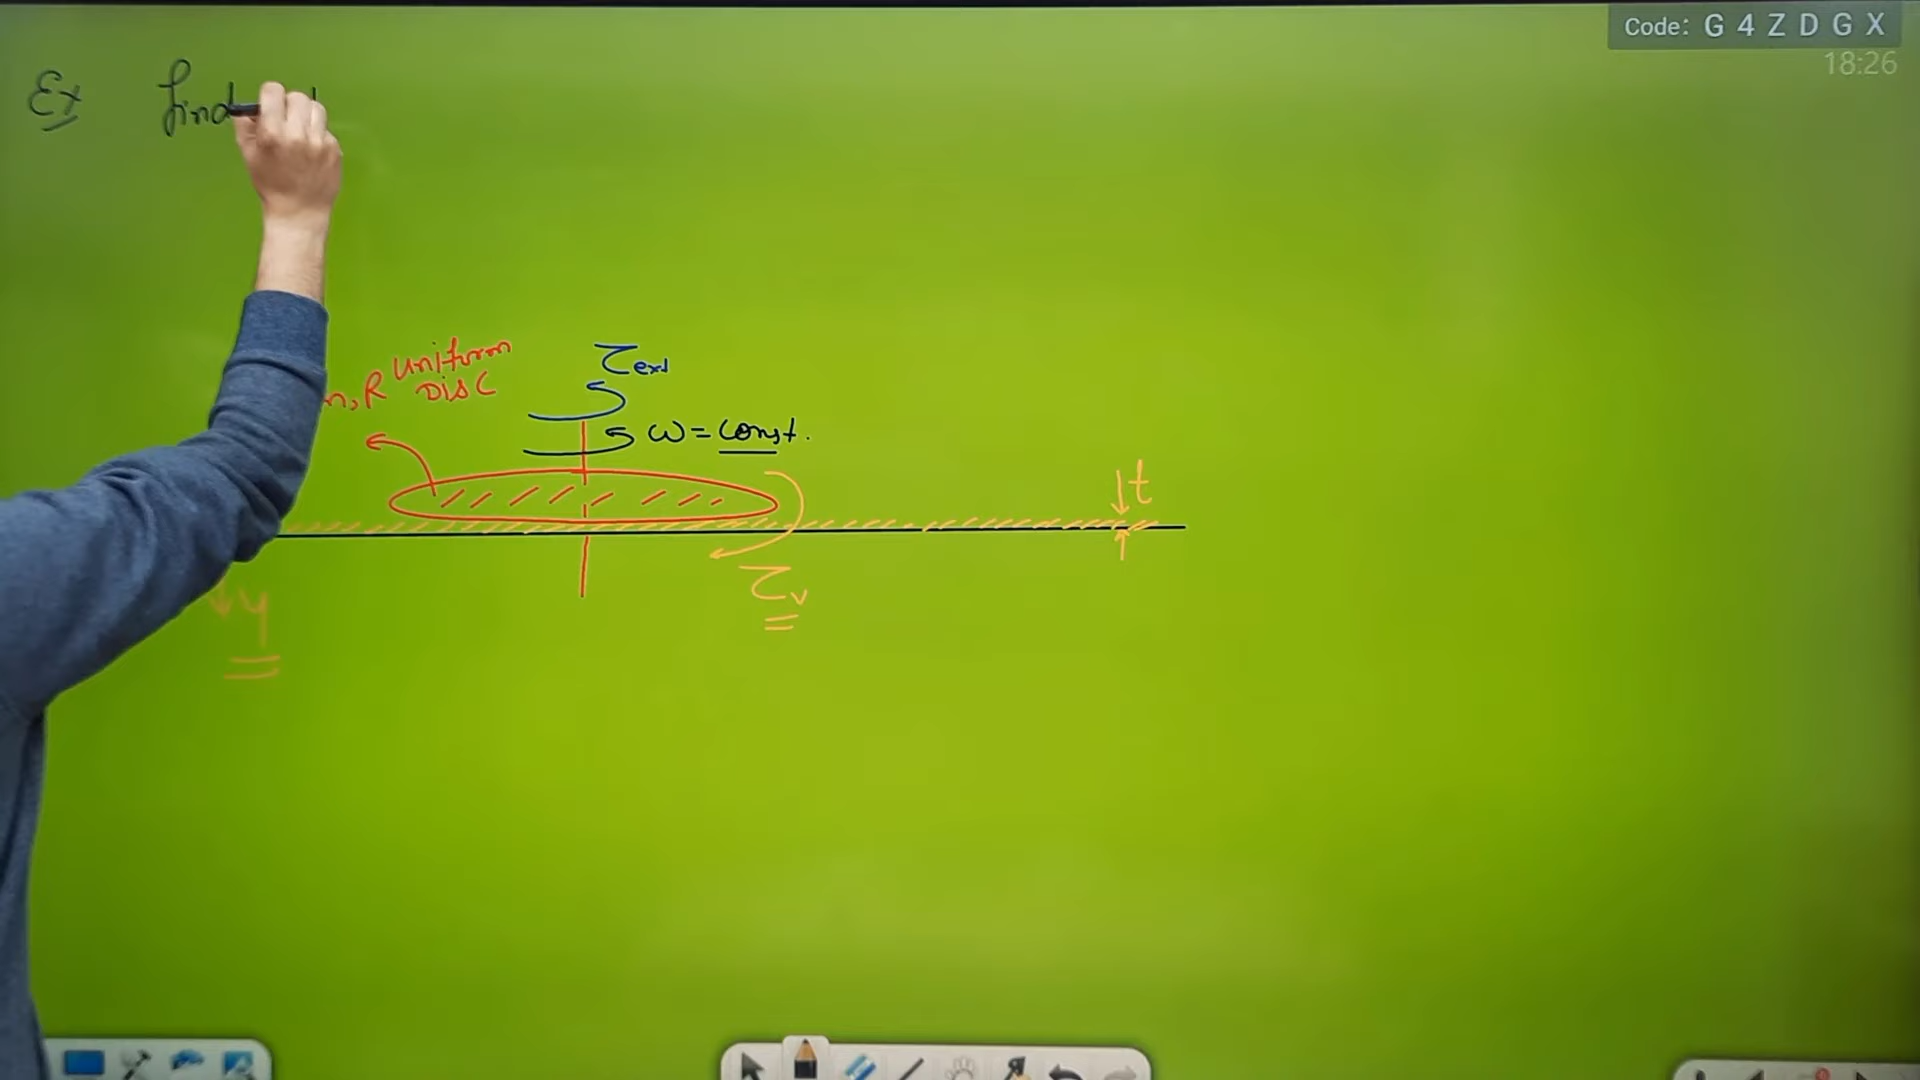 Code: G 4 Z D G X
18:26
Ex find
τext
m, R uniform
DISC
ω = const.
t
τv
η